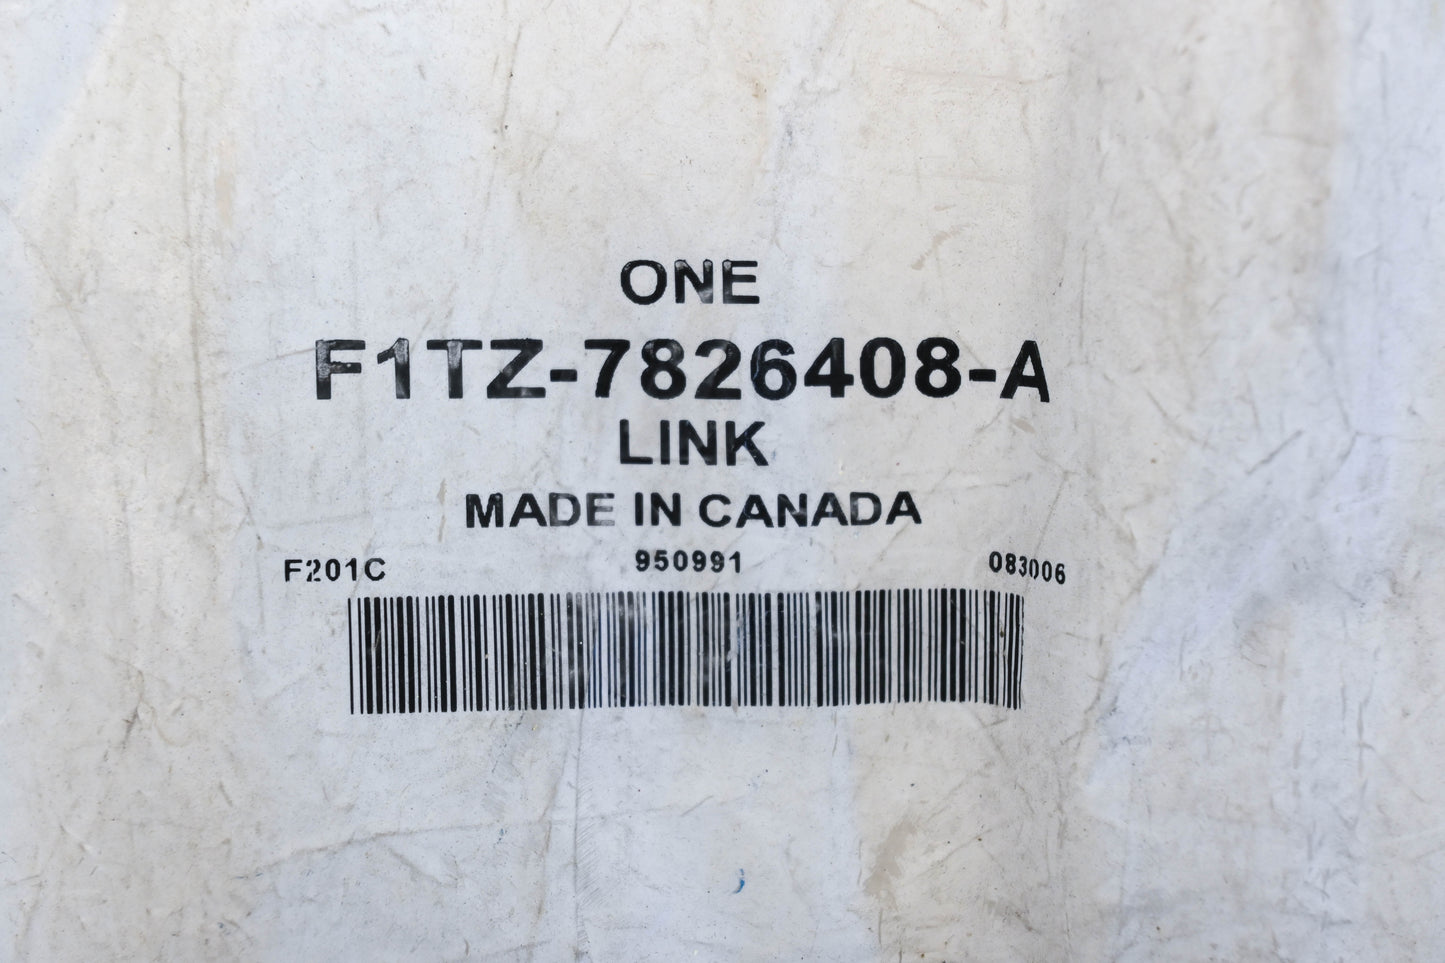 ONE
F1TZ-7826408-A
LINK
MADE IN CANADA
F201C 950991 083006